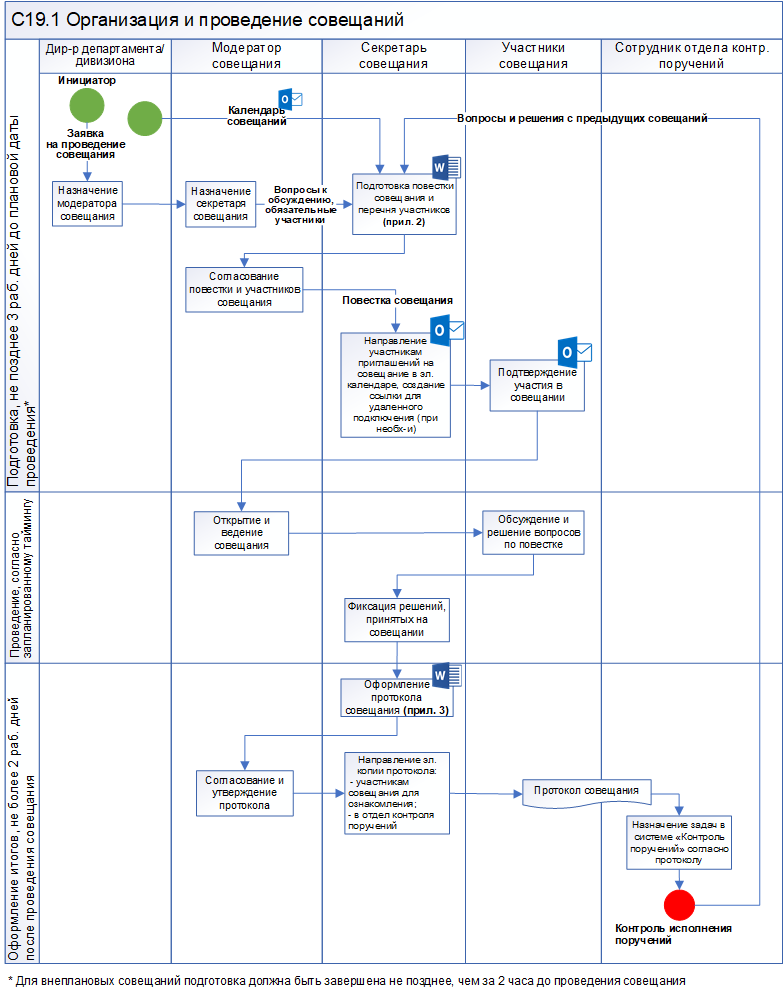 С19.1 Организация и проведение совещаний
Дир-р департамента/
дивизиона
Модератор
совещания
Секретарь
совещания
Участники
совещания
Сотрудник отдела контр.
поручений
Подготовка, не позднее 3 раб. дней до плановой даты
проведения*
Инициатор
Заявка
на проведение
совещания
Календарь
совещаний
O
Вопросы и решения с предыдущих совещаний
Назначение
модератора
совещания
Назначение
секретаря
совещания
Вопросы к
обсуждению,
обязательные
участники
W
Подготовка повестки
совещания и
перечня участников
(прил. 2)
Согласование
повестки и участников
совещания
Повестка совещания
O
Направление
участникам
приглашений на
совещание в эл.
календаре, создание
ссылки для
удаленного
подключения (при
необх-и)
O
Подтверждение
участия в
совещании
Проведение, согласно
запланированному таймингу
Открытие и
ведение
совещания
Обсуждение и
решение вопросов
по повестке
Фиксация решений,
принятых на
совещании
Оформление итогов, не более 2 раб. дней
после проведения совещания
W
Оформление
протокола
совещания (прил. 3)
Согласование и
утверждение
протокола
Направление эл.
копии протокола:
- участникам
совещания для
ознакомления;
- в отдел контроля
поручений
Протокол совещания
Назначение задач в
системе «Контроль
поручений» согласно
протоколу
Контроль исполнения
поручений
* Для внеплановых совещаний подготовка должна быть завершена не позднее, чем за 2 часа до проведения совещания